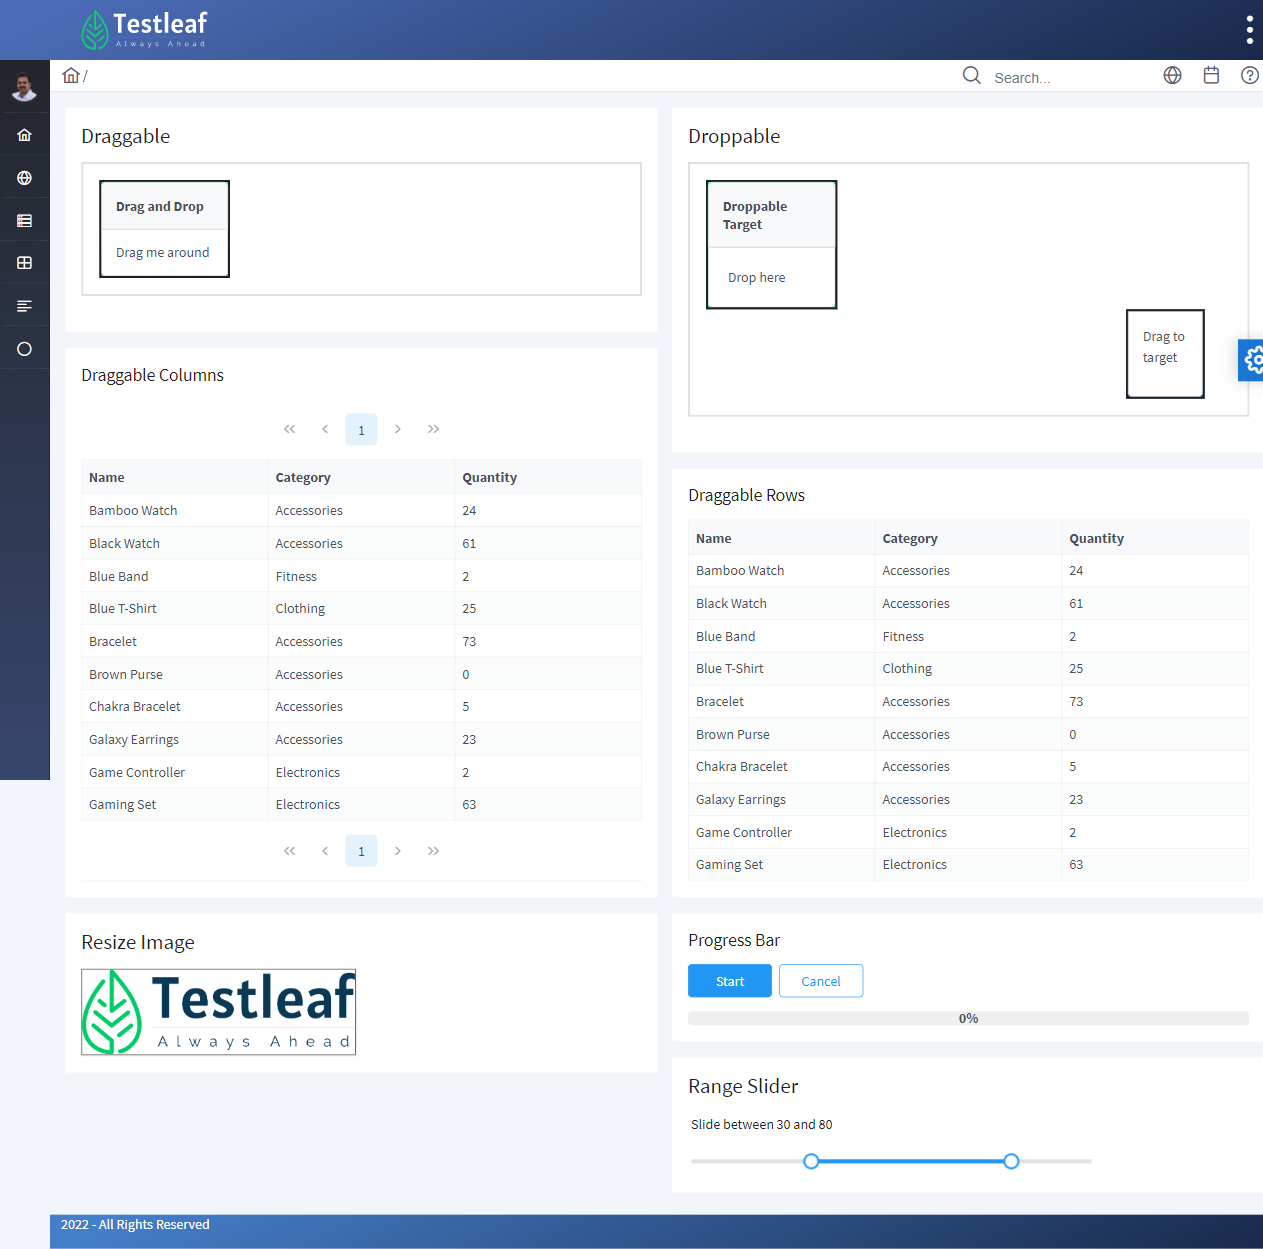 Testleaf
Always Ahead
/
Search...
Draggable
Drag and Drop
Drag me around
Droppable
Droppable
Target
Drop here
Drag to
target
Draggable Columns
1
Name Category Quantity
Bamboo Watch Accessories 24
Black Watch Accessories 61
Blue Band Fitness 2
Blue T-Shirt Clothing 25
Bracelet Accessories 73
Brown Purse Accessories 0
Chakra Bracelet Accessories 5
Galaxy Earrings Accessories 23
Game Controller Electronics 2
Gaming Set Electronics 63
1
Draggable Rows
Name Category Quantity
Bamboo Watch Accessories 24
Black Watch Accessories 61
Blue Band Fitness 2
Blue T-Shirt Clothing 25
Bracelet Accessories 73
Brown Purse Accessories 0
Chakra Bracelet Accessories 5
Galaxy Earrings Accessories 23
Game Controller Electronics 2
Gaming Set Electronics 63
Resize Image
Testleaf
Always Ahead
Progress Bar
Start Cancel
0%
Range Slider
Slide between 30 and 80
2022 - All Rights Reserved